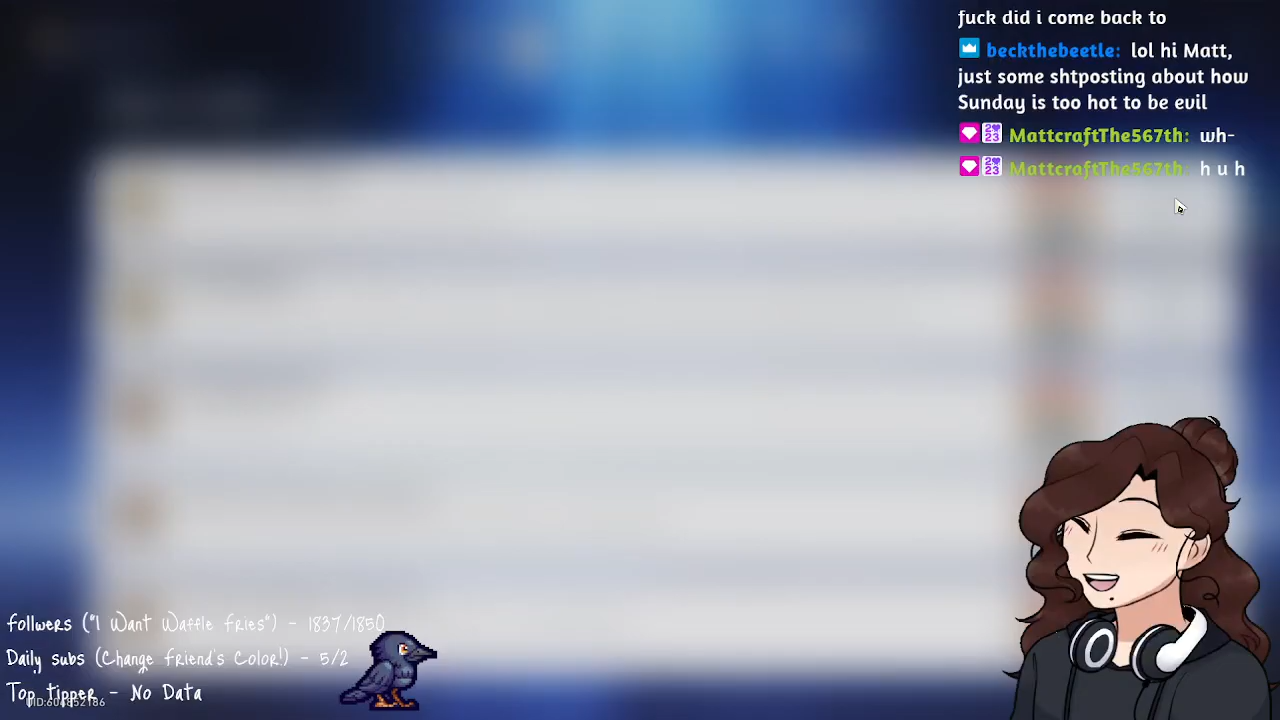 fuck did i come back to
beckthebeetle: lol hi Matt,
just some shtposting about how
Sunday is too hot to be evil
MattcraftThe567th: wh-
MattcraftThe567th: h u h
follwers ("I Want Waffle Fries") - 1837/1850
Daily subs (Change Friend's Color!) - 5/2
Top tipper - No Data